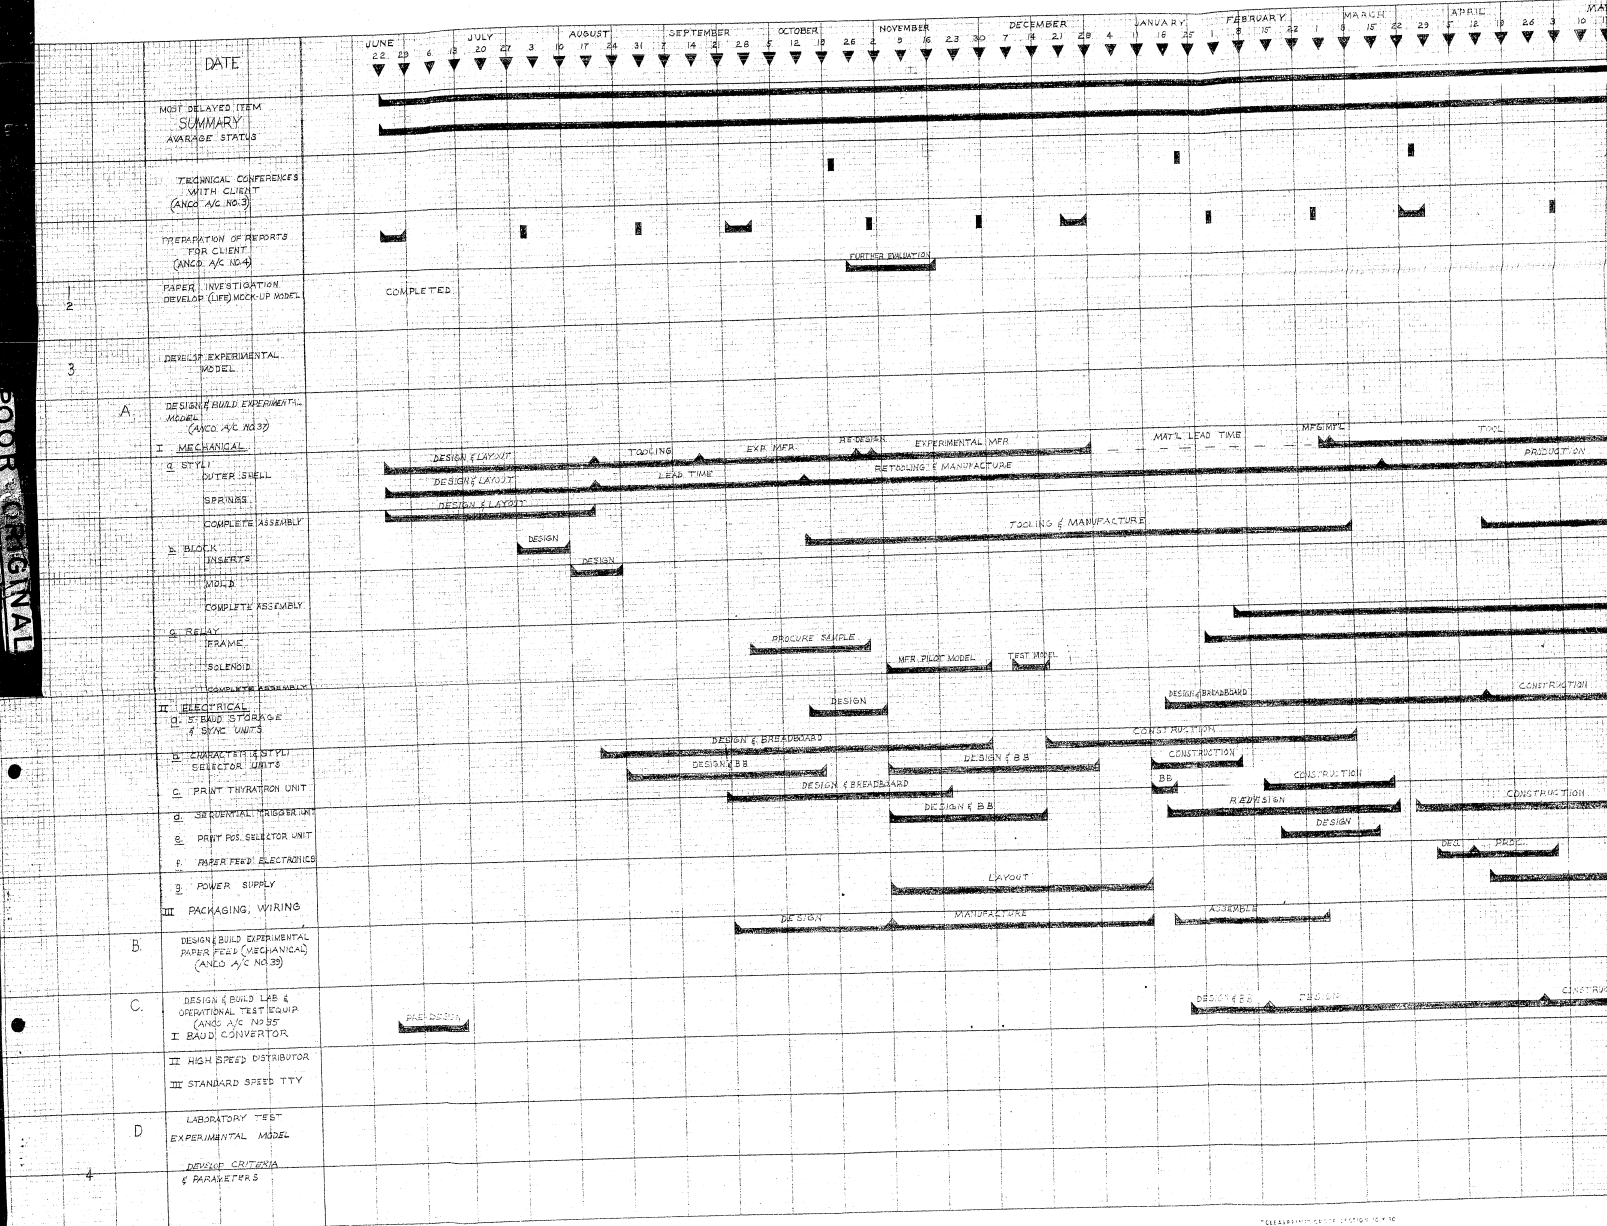 JUNE JULY AUGUST SEPTEMBER OCTOBER NOVEMBER DECEMBER JANUARY FEBRUARY MARCH APRIL MA
22 29 6 13 20 27 3 10 17 24 31 7 14 21 28 5 12 19 26 2 9 16 23 30 7 14 21 28 4 11 18 25 1 8 15 22 1 8 15 22 29 5 12 19 26 3 10 1
DATE
MOST DELAYED ITEM
SUMMARY
AVARAGE STATUS
TECHNICAL CONFERENCES
WITH CLIENT
(ANCO A/C NO.3)
PREPARATION OF REPORTS
FOR CLIENT
(ANCO. A/C NO.4)
FURTHER EVALUATION
1 PAPER INVESTIGATION
2 DEVELOP (LIFE) MOCK-UP MODEL
COMPLETED
3 DEVELOP EXPERIMENTAL
MODEL
A DESIGN & BUILD EXPERIMENTAL
MODEL
(ANCO. A/C NO.37)
I MECHANICAL
a STYLI
DESIGN & LAYOUT TOOLING EXP. MFR. RE-DESIGN EXPERIMENTAL MFR MAT'L LEAD TIME TOOL
OUTER SHELL
DESIGN & LAYOUT LEAD TIME RETOOLING & MANUFACTURE PRODUCTION
SPRINGS
DESIGN & LAYOUT
COMPLETE ASSEMBLY
TOOLING & MANUFACTURE
b. BLOCK
DESIGN
INSERTS
DESIGN
MOLD
COMPLETE ASSEMBLY
c. RELAY
FRAME
PROCURE SAMPLE
SOLENOID
MFR PILOT MODEL TEST MODEL
COMPLETE ASSEMBLY
II ELECTRICAL
a. 5-BAUD STORAGE
& SYNC UNITS
DESIGN DESIGN & BREADBOARD CONSTRUCTION
b. CHARACTER & STYLI
SELECTOR UNITS
DESIGN & BREADBOARD CONSTRUCTION
DESIGN & BB DESIGN & BB CONSTRUCTION
c. PRINT THYRATRON UNIT
DESIGN & BREADBOARD BB CONSTRUCTION
d. SEQUENTIAL TRIGGER UNIT
DESIGN & BB REDESIGN CONSTRUCTION
e. PRINT POS. SELECTOR UNIT
DESIGN
f. PAPER FEED ELECTRONICS
DES. PROC.
g. POWER SUPPLY
LAYOUT
III PACKAGING, WIRING
DESIGN MANUFACTURE ASSEMBLE
B. DESIGN & BUILD EXPERIMENTAL
PAPER FEED (MECHANICAL)
(ANCO A/C NO.39)
C. DESIGN & BUILD LAB &
OPERATIONAL TEST EQUIP.
(ANCO A/C NO 35
I BAUD CONVERTOR
PRE-DESIGN DESIGN & BB DESIGN CONSTRUC
II HIGH SPEED DISTRIBUTOR
III STANDARD SPEED TTY
D LABORATORY TEST
EXPERIMENTAL MODEL
4 DEVELOP CRITERIA
& PARAMETERS
POOR ORIGINAL